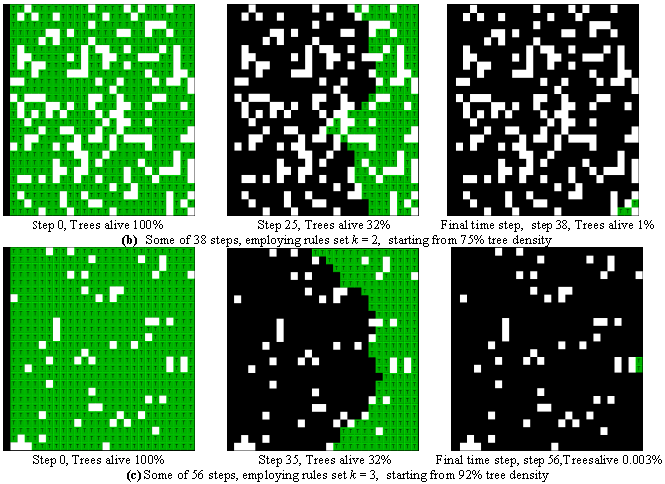 Step 0, Trees alive 100%
Step 25, Trees alive 32%
Final time step, step 38, Trees alive 1%
(b) Some of 38 steps, employing rules set k = 2, starting from 75% tree density
Step 0, Trees alive 100%
Step 35, Trees alive 32%
Final time step, step 56,Treesalive 0.003%
(c) Some of 56 steps, employing rules set k = 3, starting from 92% tree density